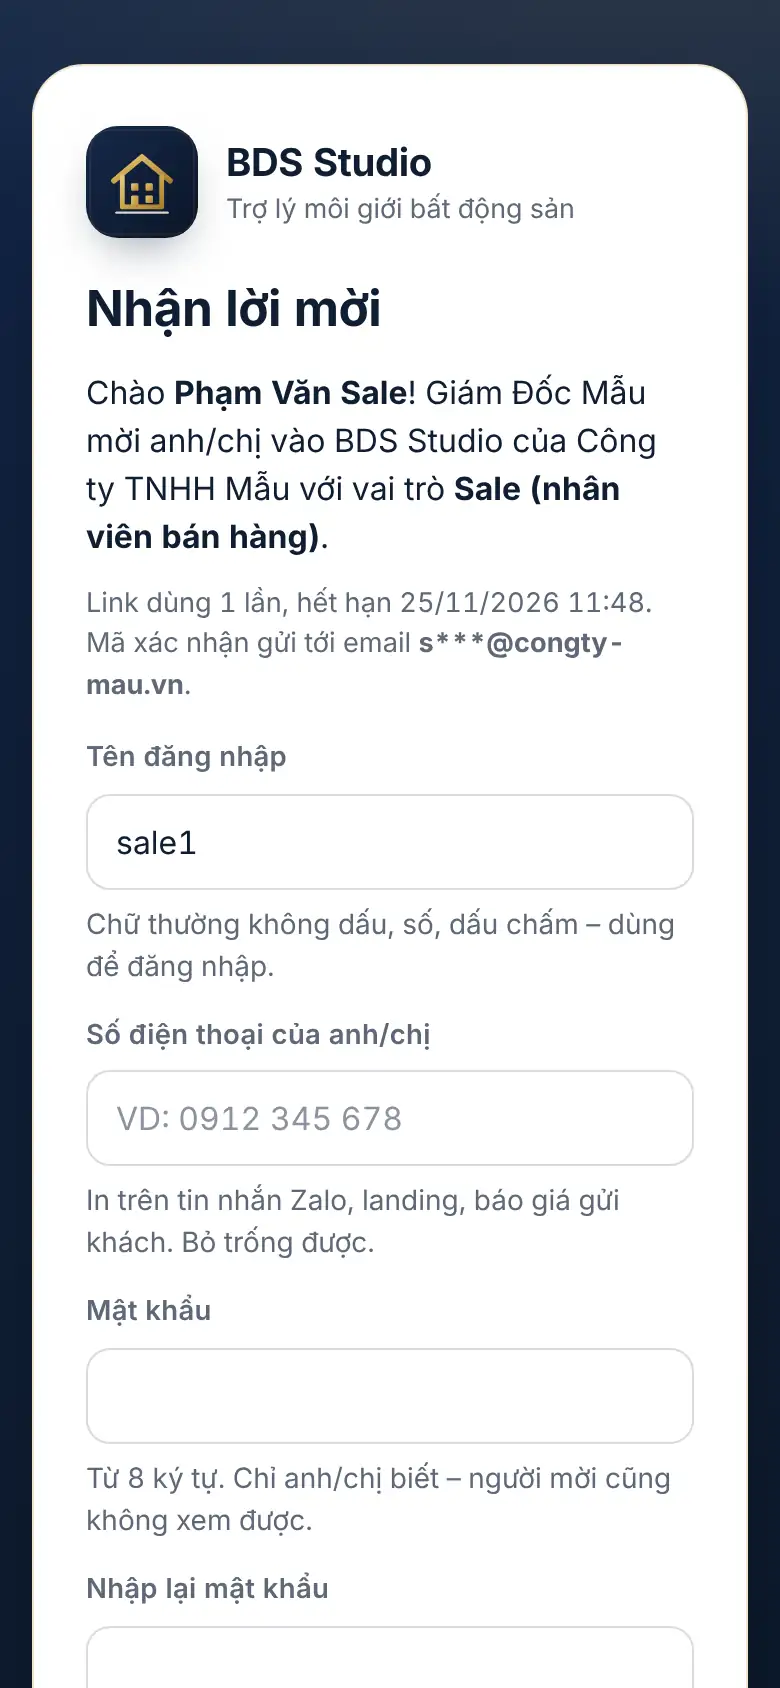 BDS Studio
Trợ lý môi giới bất động sản
Nhận lời mời
Chào Phạm Văn Sale! Giám Đốc Mẫu
mời anh/chị vào BDS Studio của Công
ty TNHH Mẫu với vai trò Sale (nhân
viên bán hàng).
Link dùng 1 lần, hết hạn 25/11/2026 11:48.
Mã xác nhận gửi tới email s***@congty-
mau.vn.
Tên đăng nhập
sale1
Chữ thường không dấu, số, dấu chấm – dùng
để đăng nhập.
Số điện thoại của anh/chị
VD: 0912 345 678
In trên tin nhắn Zalo, landing, báo giá gửi
khách. Bỏ trống được.
Mật khẩu
Từ 8 ký tự. Chỉ anh/chị biết – người mời cũng
không xem được.
Nhập lại mật khẩu